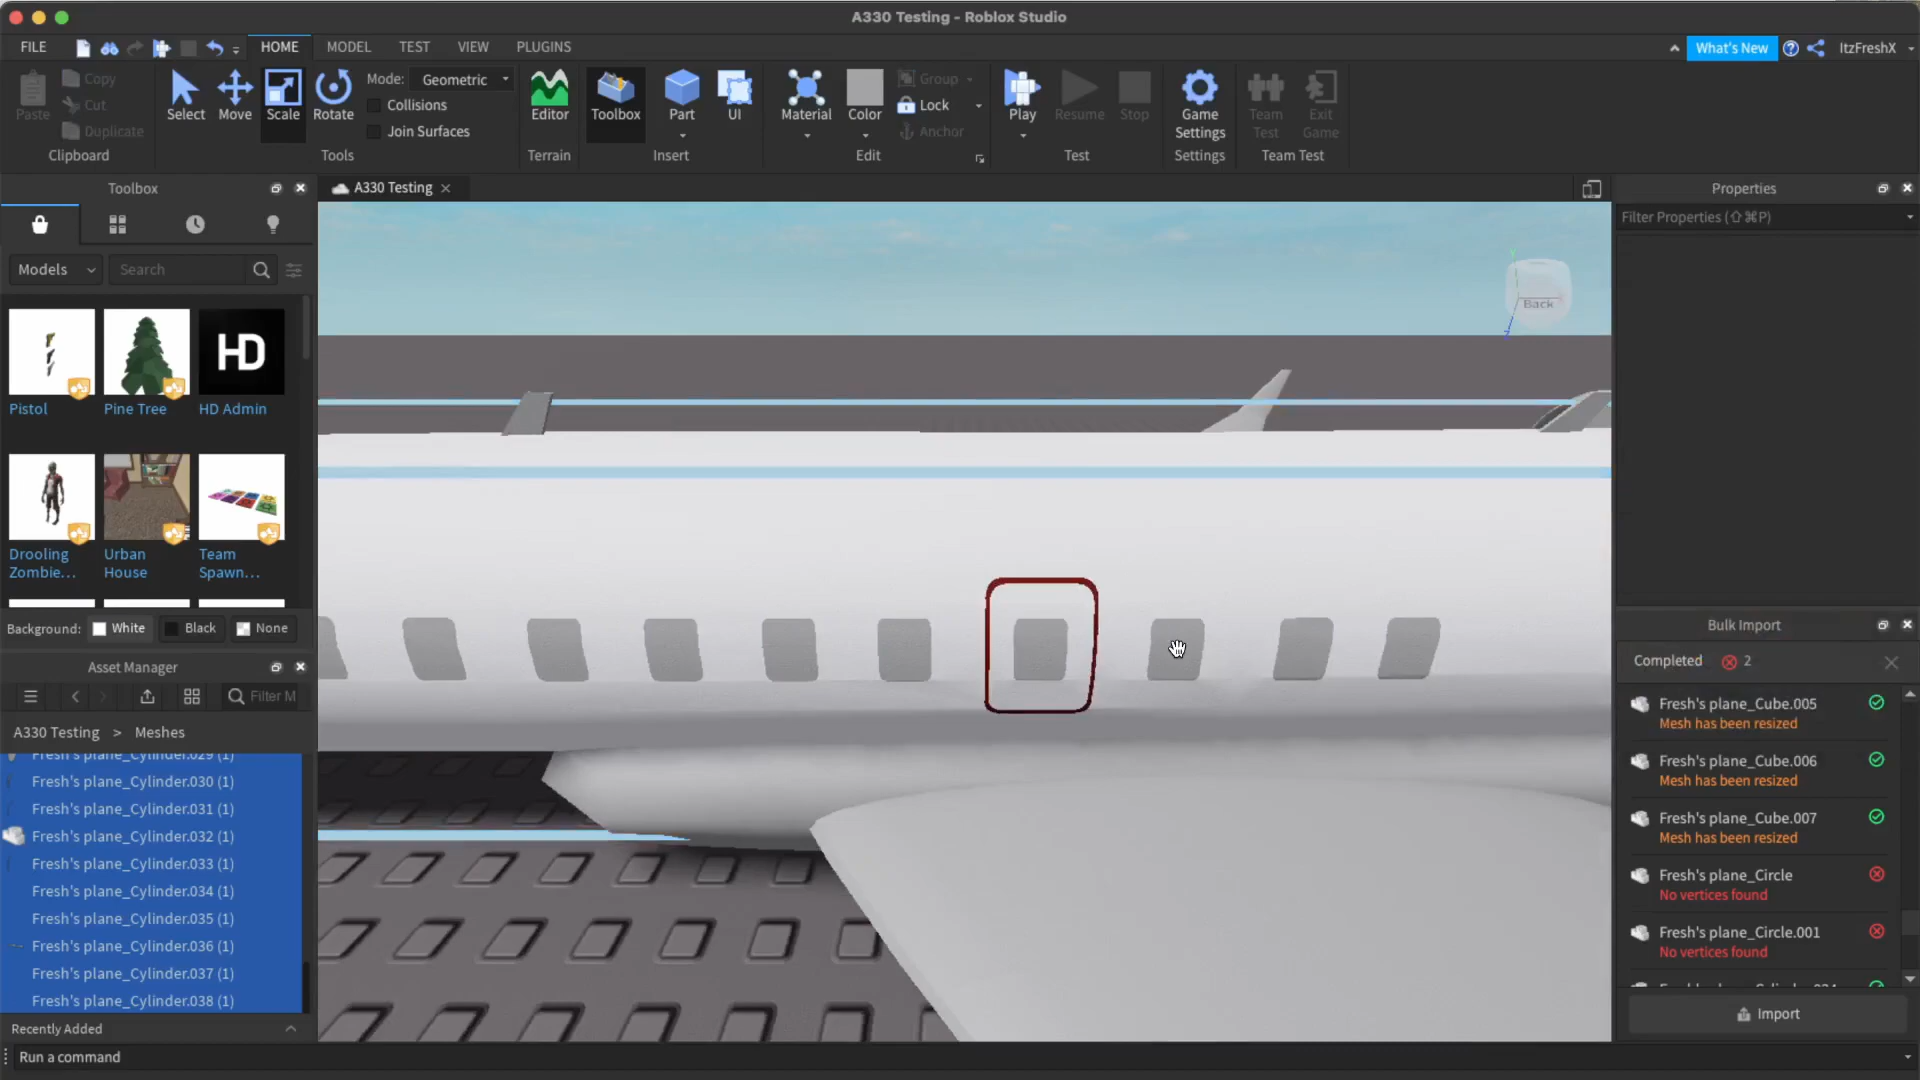 A330 Testing - Roblox Studio
FILE
HOME
MODEL
TEST
VIEW
PLUGINS
What's New
ItzFreshX
Paste
Copy
Cut
Duplicate
Clipboard
Select
Move
Scale
Rotate
Mode:
Geometric
Collisions
Join Surfaces
Tools
Editor
Terrain
Toolbox
Part
UI
Insert
Material
Color
Group
Lock
Anchor
Edit
Play
Resume
Stop
Test
Game
Settings
Settings
Team
Test
Exit
Game
Team Test
Toolbox
Models
Search
HD
Pistol
Pine Tree
HD Admin
Drooling
Zombie...
Urban
House
Team
Spawn...
Background:
White
Black
None
Asset Manager
Filter M
A330 Testing > Meshes
Fresh's plane_Cylinder.029 (1)
Fresh's plane_Cylinder.030 (1)
Fresh's plane_Cylinder.031 (1)
Fresh's plane_Cylinder.032 (1)
Fresh's plane_Cylinder.033 (1)
Fresh's plane_Cylinder.034 (1)
Fresh's plane_Cylinder.035 (1)
Fresh's plane_Cylinder.036 (1)
Fresh's plane_Cylinder.037 (1)
Fresh's plane_Cylinder.038 (1)
Recently Added
Run a command
A330 Testing
Back
Properties
Filter Properties (⇧⌘P)
Bulk Import
Completed
2
Fresh's plane_Cube.005
Mesh has been resized
Fresh's plane_Cube.006
Mesh has been resized
Fresh's plane_Cube.007
Mesh has been resized
Fresh's plane_Circle
No vertices found
Fresh's plane_Circle.001
No vertices found
Import